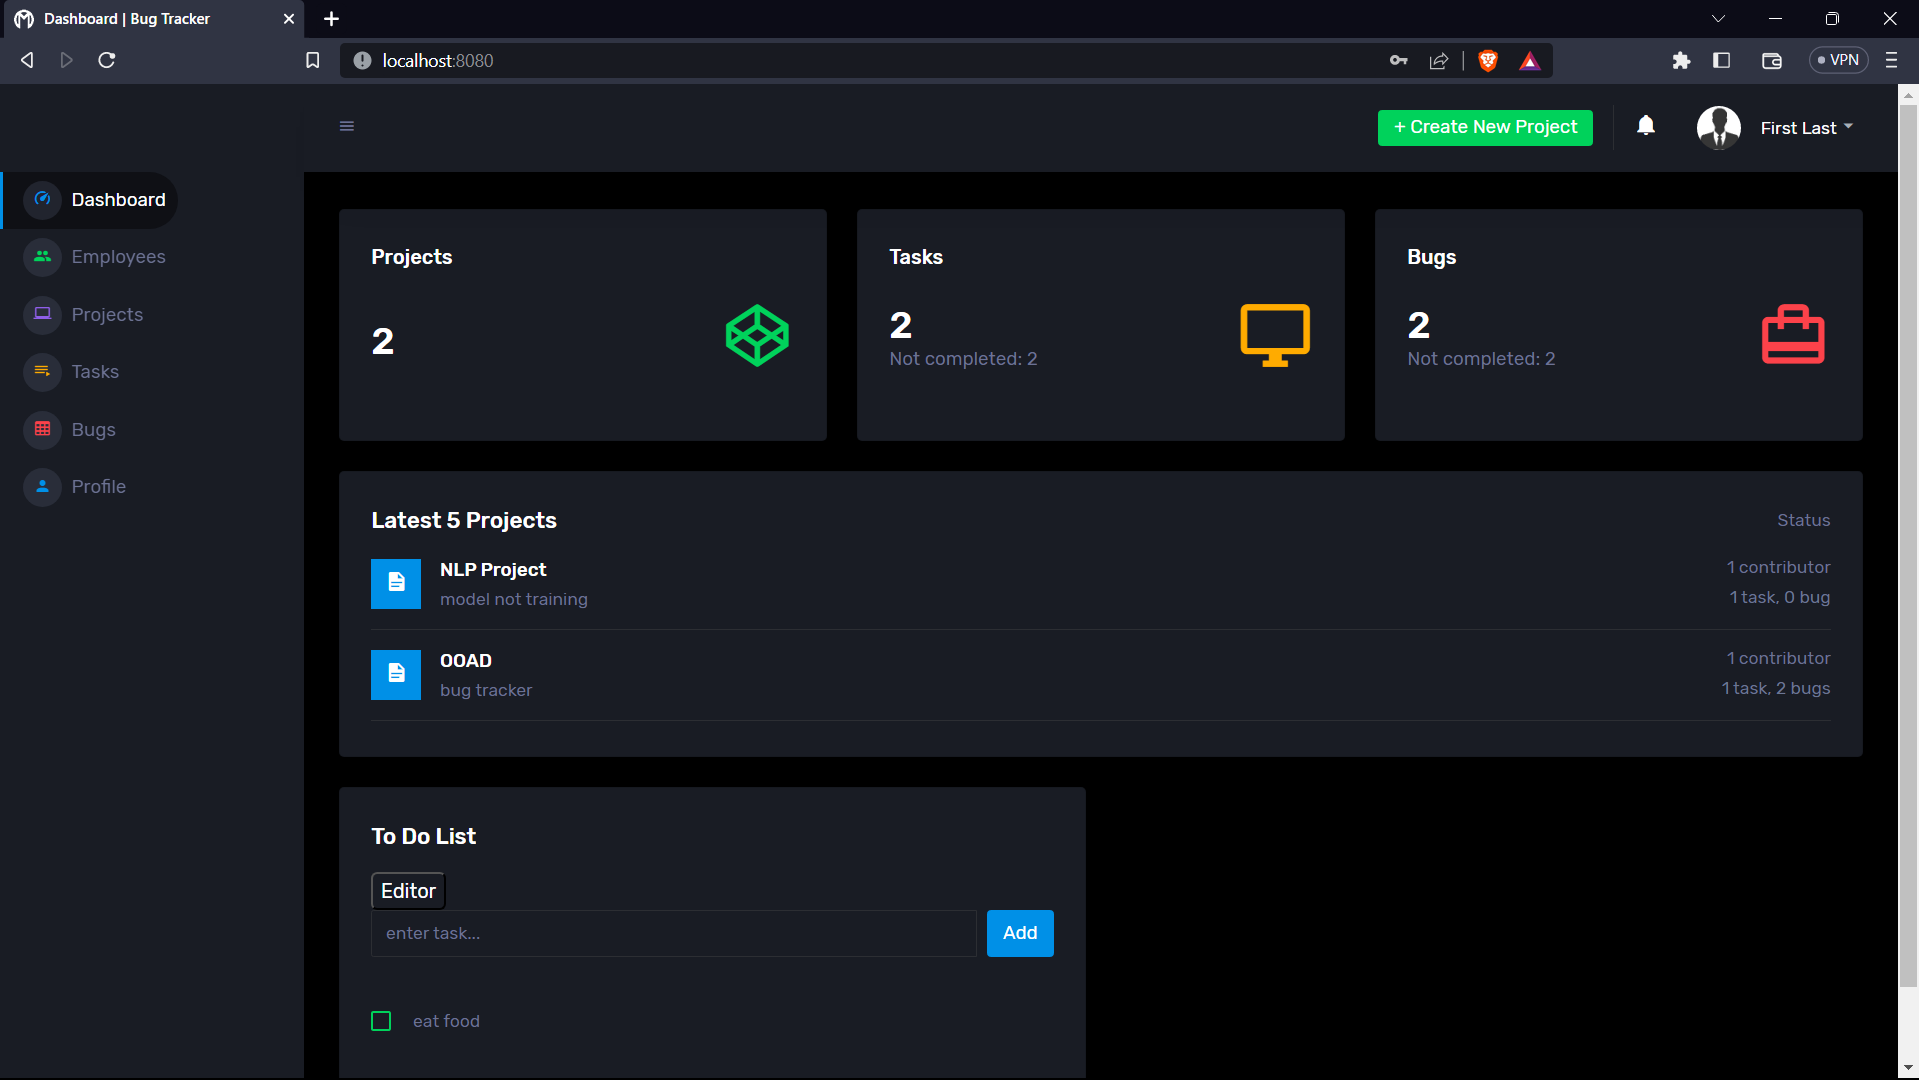 Dashboard | Bug Tracker
localhost:8080
VPN
+ Create New Project
First Last
Dashboard
Employees
Projects
Tasks
Bugs
Profile
Projects
2
Tasks
2
Not completed: 2
Bugs
2
Not completed: 2
Latest 5 Projects
Status
NLP Project
model not training
1 contributor
1 task, 0 bug
OOAD
bug tracker
1 contributor
1 task, 2 bugs
To Do List
Editor
enter task...
Add
eat food